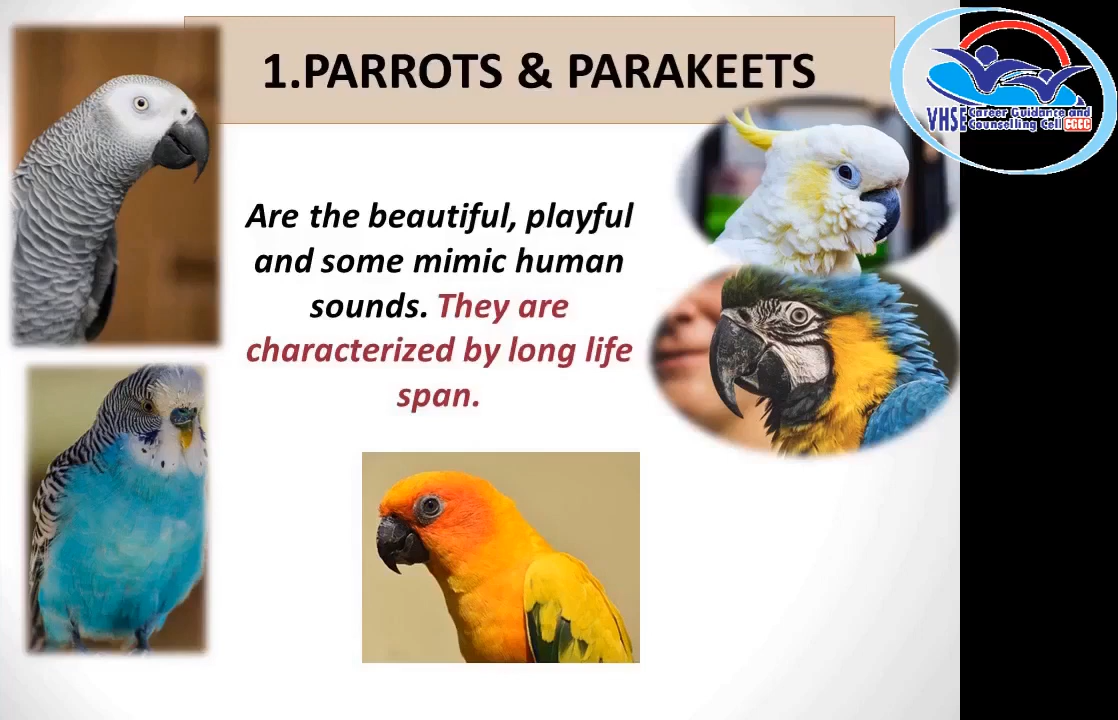 1.PARROTS & PARAKEETS
VHSE Career Guidance and
Counselling Cell CGCC
Are the beautiful, playful
and some mimic human
sounds. They are
characterized by long life
span.